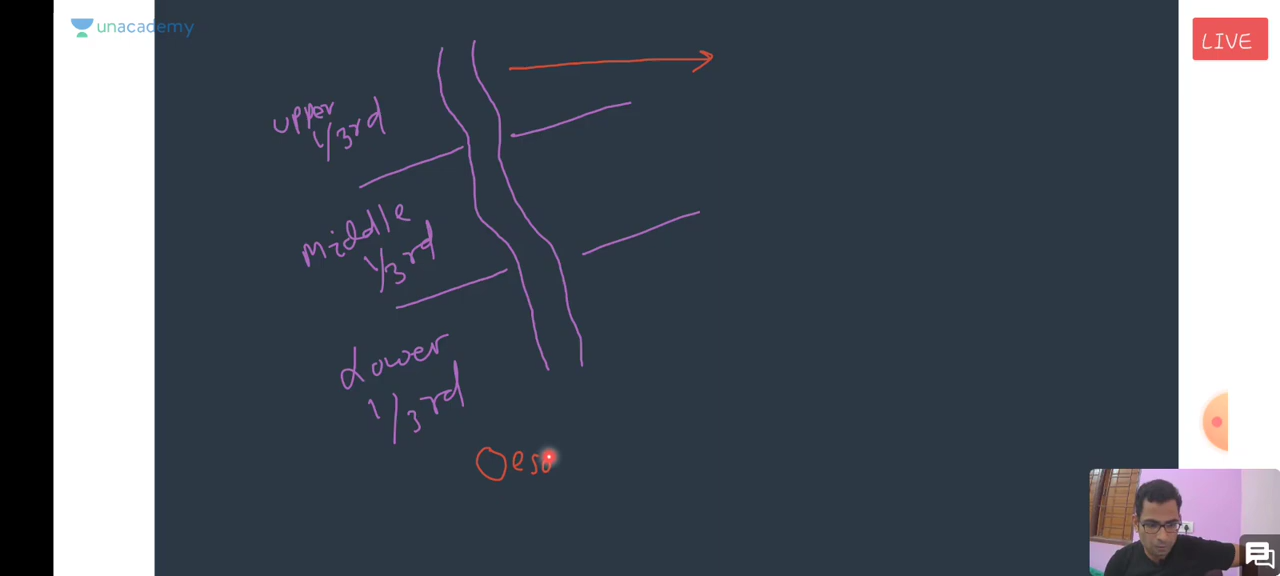 unacademy
LIVE
upper
1/3rd
Middle
1/3rd
Lower
1/3rd
Oeso